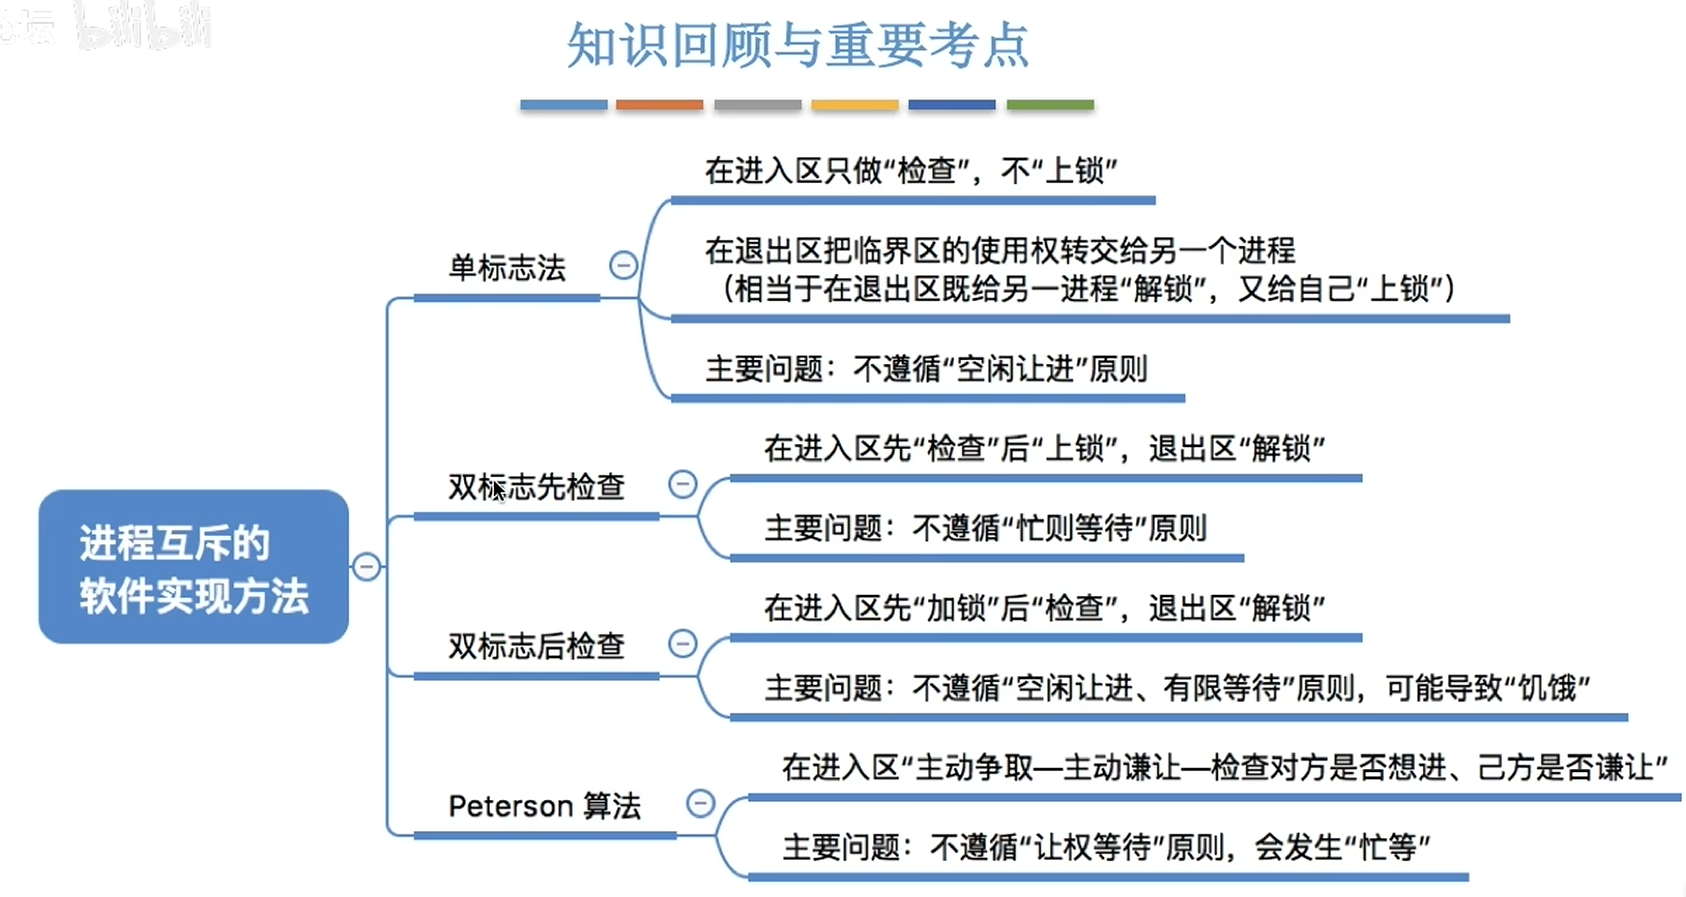 bilibili
知识回顾与重要考点
在进入区只做“检查”，不“上锁”
单标志法
在退出区把临界区的使用权转交给另一个进程
（相当于在退出区既给另一进程“解锁”，又给自己“上锁”）
主要问题：不遵循“空闲让进”原则
双标志先检查
在进入区先“检查”后“上锁”，退出区“解锁”
主要问题：不遵循“忙则等待”原则
进程互斥的
软件实现方法
双标志后检查
在进入区先“加锁”后“检查”，退出区“解锁”
主要问题：不遵循“空闲让进、有限等待”原则，可能导致“饥饿”
Peterson 算法
在进入区“主动争取—主动谦让—检查对方是否想进、己方是否谦让”
主要问题：不遵循“让权等待”原则，会发生“忙等”